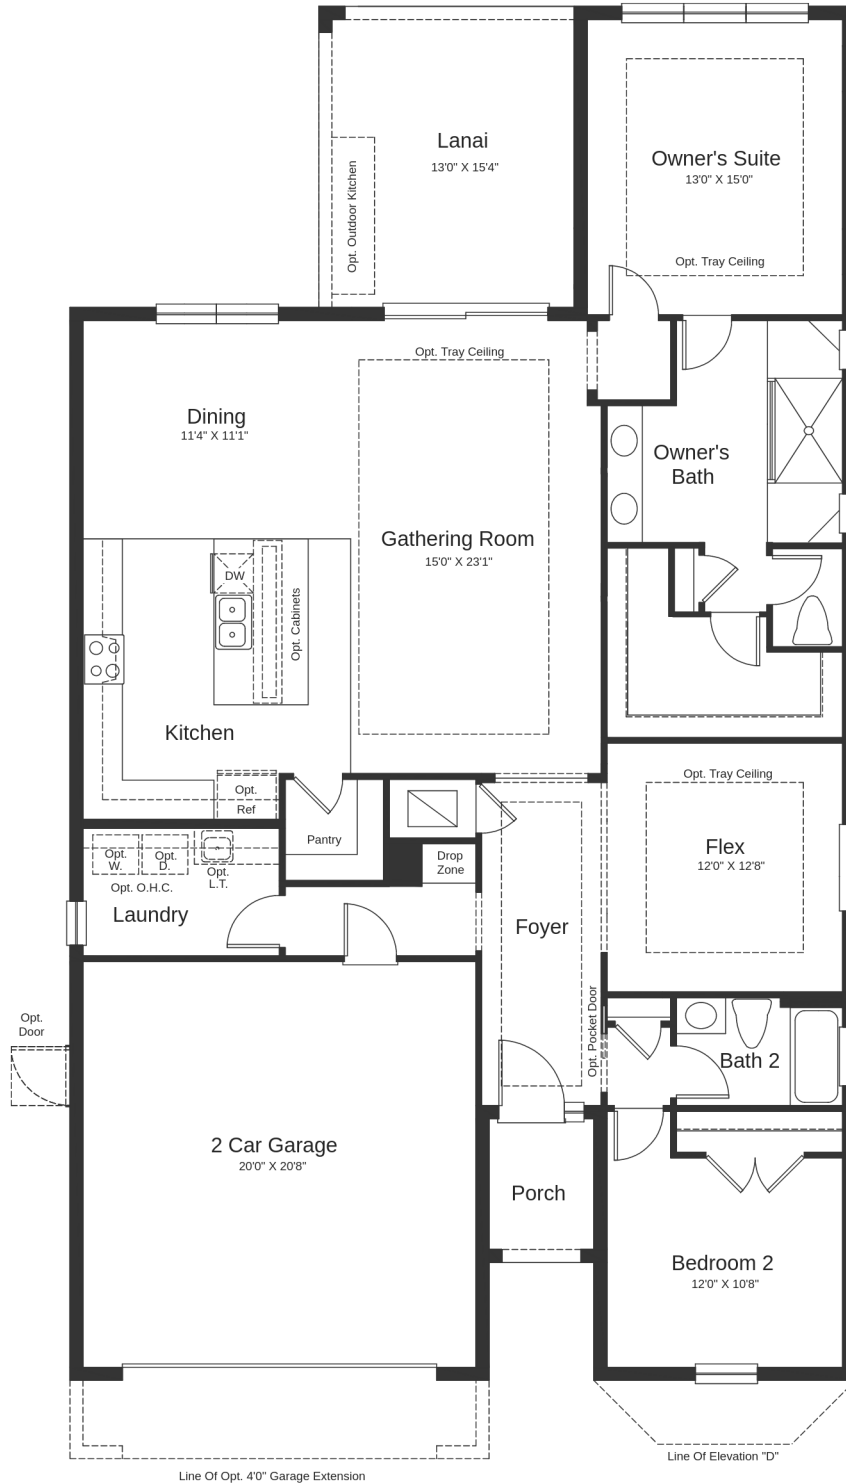 Lanai
13'0" X 15'4"
Opt. Outdoor Kitchen
Owner's Suite
13'0" X 15'0"
Opt. Tray Ceiling
Opt. Tray Ceiling
Dining
11'4" X 11'1"
Owner's
Bath
Gathering Room
15'0" X 23'1"
DW
Opt. Cabinets
Kitchen
Opt.
Ref
Pantry
Opt. Tray Ceiling
Flex
12'0" X 12'8"
Drop
Zone
Opt.
W.
Opt.
D.
Opt.
L.T.
Opt. O.H.C.
Laundry
Foyer
Opt. Pocket Door
Opt.
Door
Bath 2
2 Car Garage
20'0" X 20'8"
Porch
Bedroom 2
12'0" X 10'8"
Line Of Elevation "D"
Line Of Opt. 4'0" Garage Extension